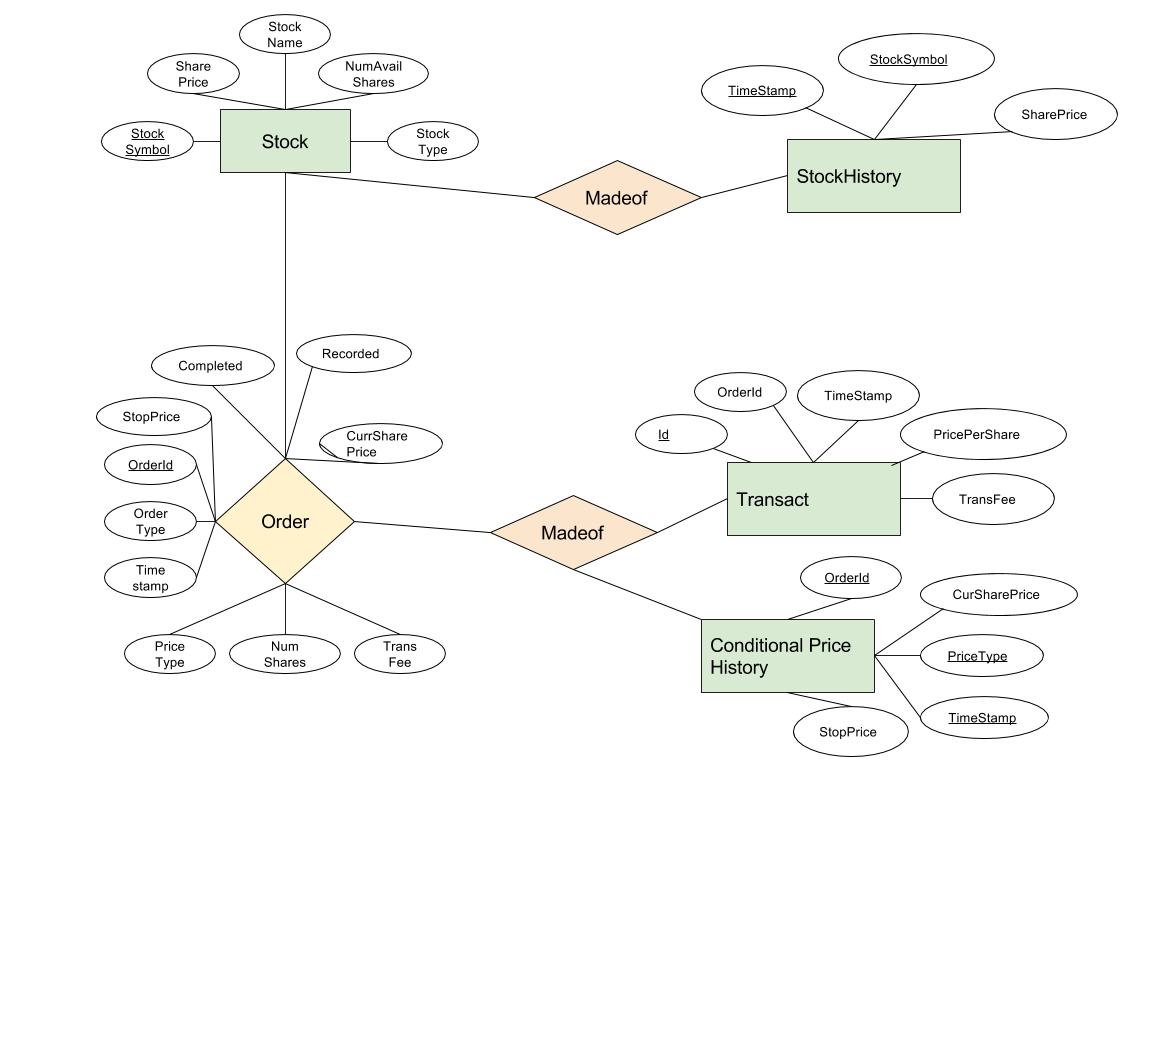 Stock
Name
Share
Price
NumAvail
Shares
Stock
Symbol
Stock
Stock
Type
StockSymbol
TimeStamp
SharePrice
StockHistory
Madeof
Completed
Recorded
StopPrice
CurrShare
Price
OrderId
Order
Type
Order
Time
stamp
Price
Type
Num
Shares
Trans
Fee
Madeof
OrderId
TimeStamp
Id
PricePerShare
Transact
TransFee
OrderId
CurSharePrice
Conditional Price
History
PriceType
TimeStamp
StopPrice